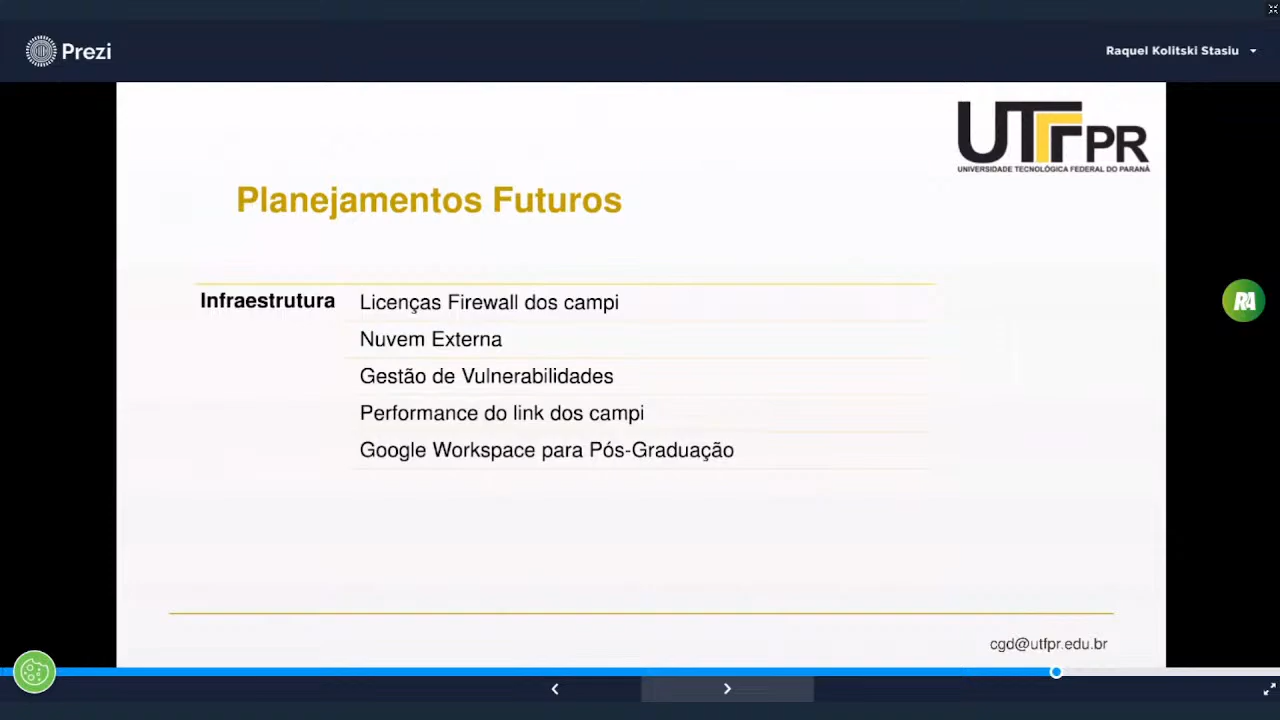 Prezi
Raquel Kolitski Stasiu
UTFPR
UNIVERSIDADE TECNOLÓGICA FEDERAL DO PARANÁ
Planejamentos Futuros
Infraestrutura
Licenças Firewall dos campi
Nuvem Externa
Gestão de Vulnerabilidades
Performance do link dos campi
Google Workspace para Pós-Graduação
RA
cgd@utfpr.edu.br